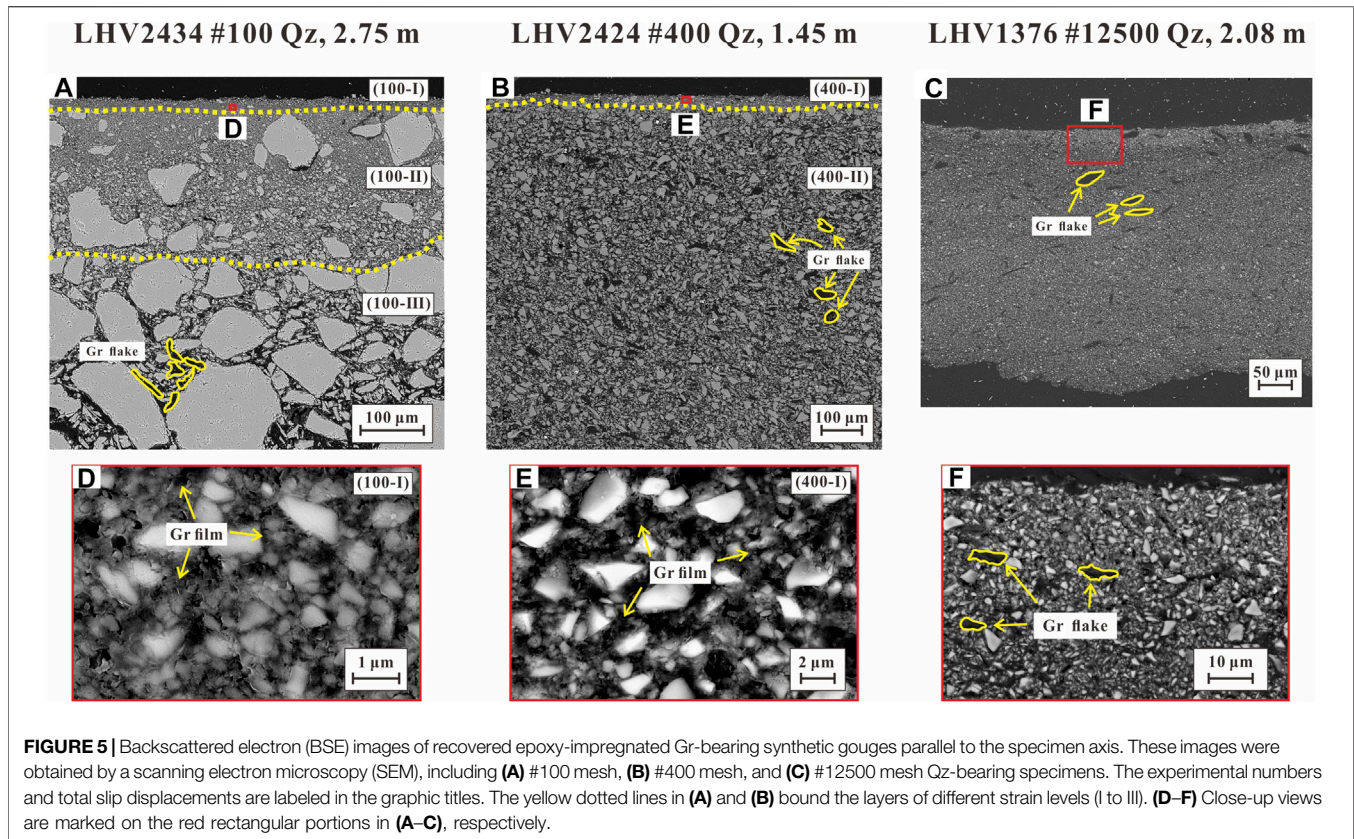 LHV2434 #100 Qz, 2.75 m
LHV2424 #400 Qz, 1.45 m
LHV1376 #12500 Qz, 2.08 m
A
(100-I)
D
(100-II)
(100-III)
Gr flake
100 µm
B
(400-I)
E
(400-II)
Gr flake
100 µm
C
F
Gr flake
50 µm
D
(100-I)
Gr film
1 µm
E
(400-I)
Gr film
2 µm
F
Gr flake
10 µm
FIGURE 5 | Backscattered electron (BSE) images of recovered epoxy-impregnated Gr-bearing synthetic gouges parallel to the specimen axis. These images were
obtained by a scanning electron microscopy (SEM), including (A) #100 mesh, (B) #400 mesh, and (C) #12500 mesh Qz-bearing specimens. The experimental numbers
and total slip displacements are labeled in the graphic titles. The yellow dotted lines in (A) and (B) bound the layers of different strain levels (I to III). (D–F) Close-up views
are marked on the red rectangular portions in (A–C), respectively.